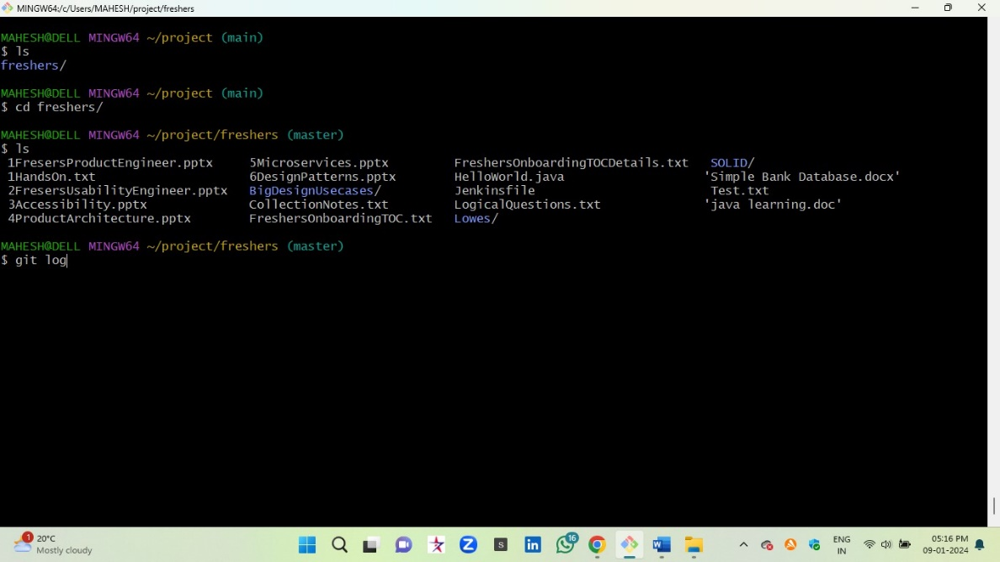 MINGW64:/c/Users/MAHESH/project/freshers
MAHESH@DELL MINGW64 ~/project (main)
$ ls
freshers/
MAHESH@DELL MINGW64 ~/project (main)
$ cd freshers/
MAHESH@DELL MINGW64 ~/project/freshers (master)
$ ls
1FresersProductEngineer.pptx 5Microservices.pptx FreshersOnboardingTOCDetails.txt SOLID/
1HandsOn.txt 6DesignPatterns.pptx HelloWorld.java 'Simple Bank Database.docx'
2FresersUsabilityEngineer.pptx BigDesignUsecases/ Jenkinsfile Test.txt
3Accessibility.pptx CollectionNotes.txt LogicalQuestions.txt 'java learning.doc'
4ProductArchitecture.pptx FreshersOnboardingTOC.txt Lowes/
MAHESH@DELL MINGW64 ~/project/freshers (master)
$ git log
1 20°C
Mostly cloudy
Z S in 16 W
ENG
IN
05:16 PM
09-01-2024